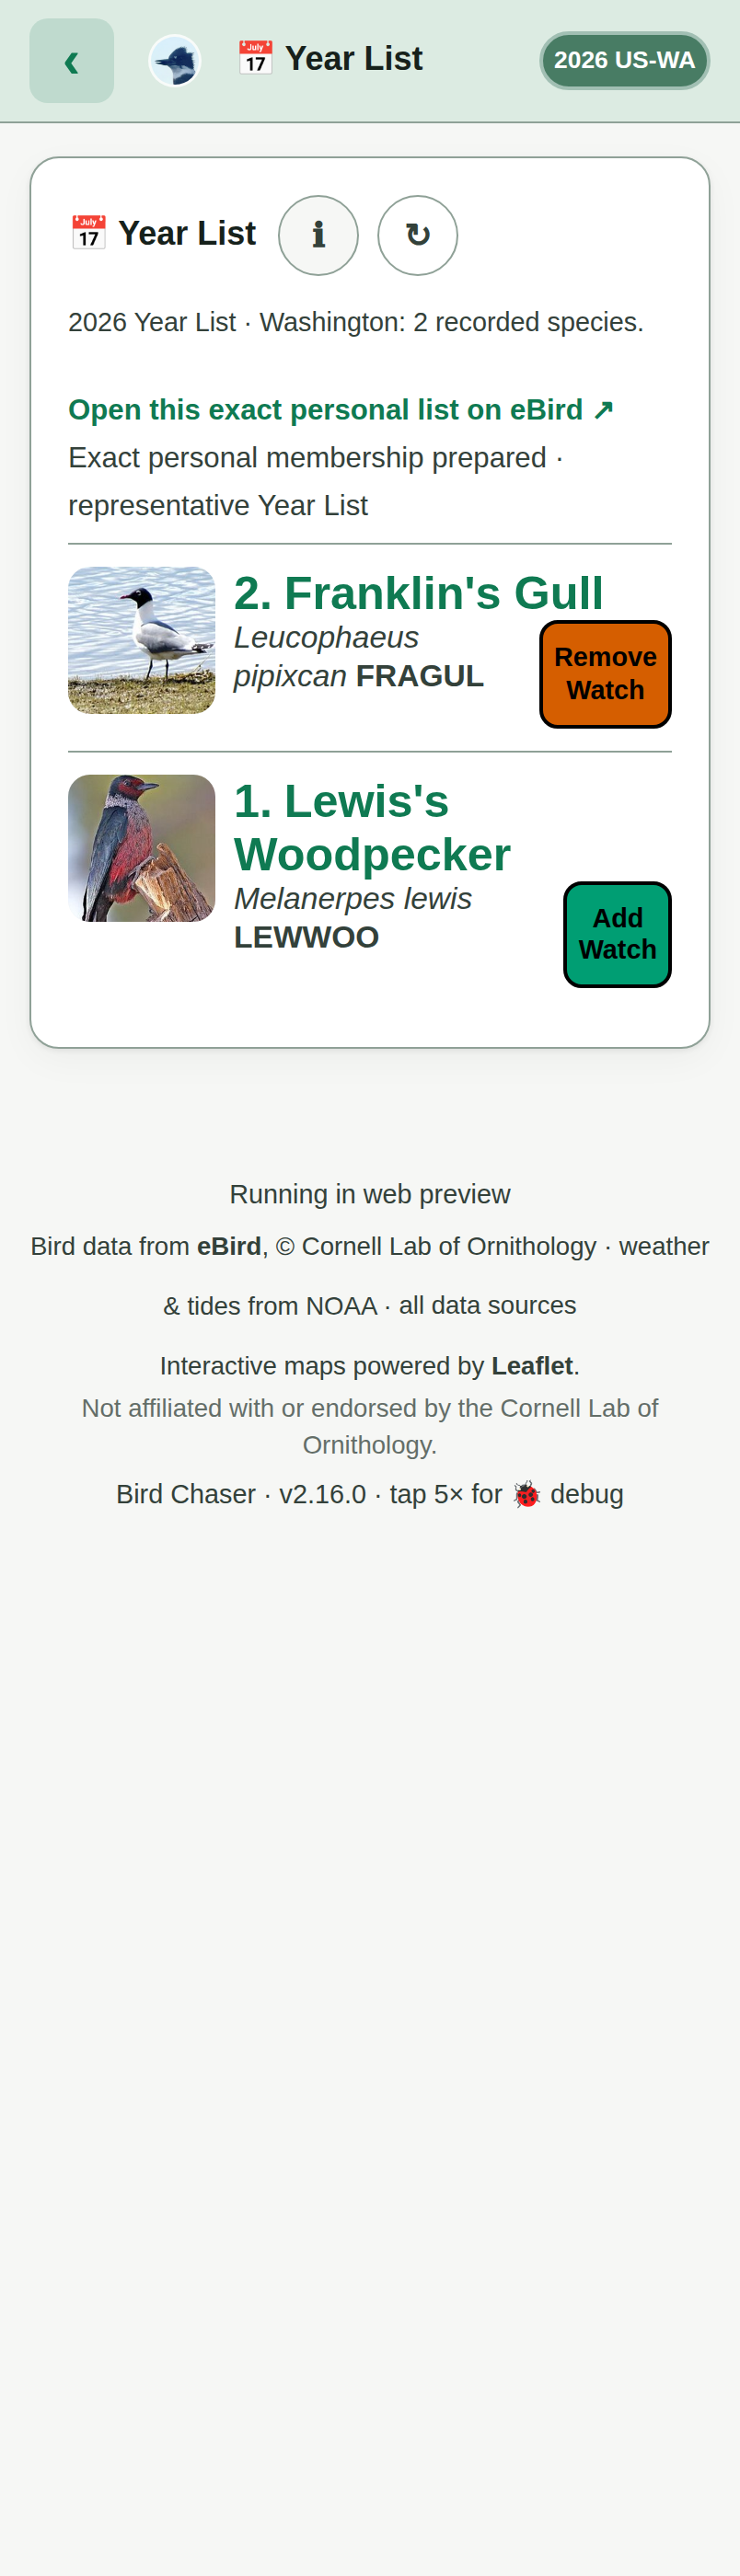 ‹ 📅 Year List 2026 US-WA
📅 Year List ℹ ↻
2026 Year List · Washington: 2 recorded species.
Open this exact personal list on eBird ↗
Exact personal membership prepared ·
representative Year List
2. Franklin's Gull
Leucophaeus
pipixcan FRAGUL
Remove
Watch
1. Lewis's
Woodpecker
Melanerpes lewis
LEWWOO
Add
Watch
Running in web preview
Bird data from eBird, © Cornell Lab of Ornithology · weather
& tides from NOAA · all data sources
Interactive maps powered by Leaflet.
Not affiliated with or endorsed by the Cornell Lab of
Ornithology.
Bird Chaser · v2.16.0 · tap 5× for 🐞 debug